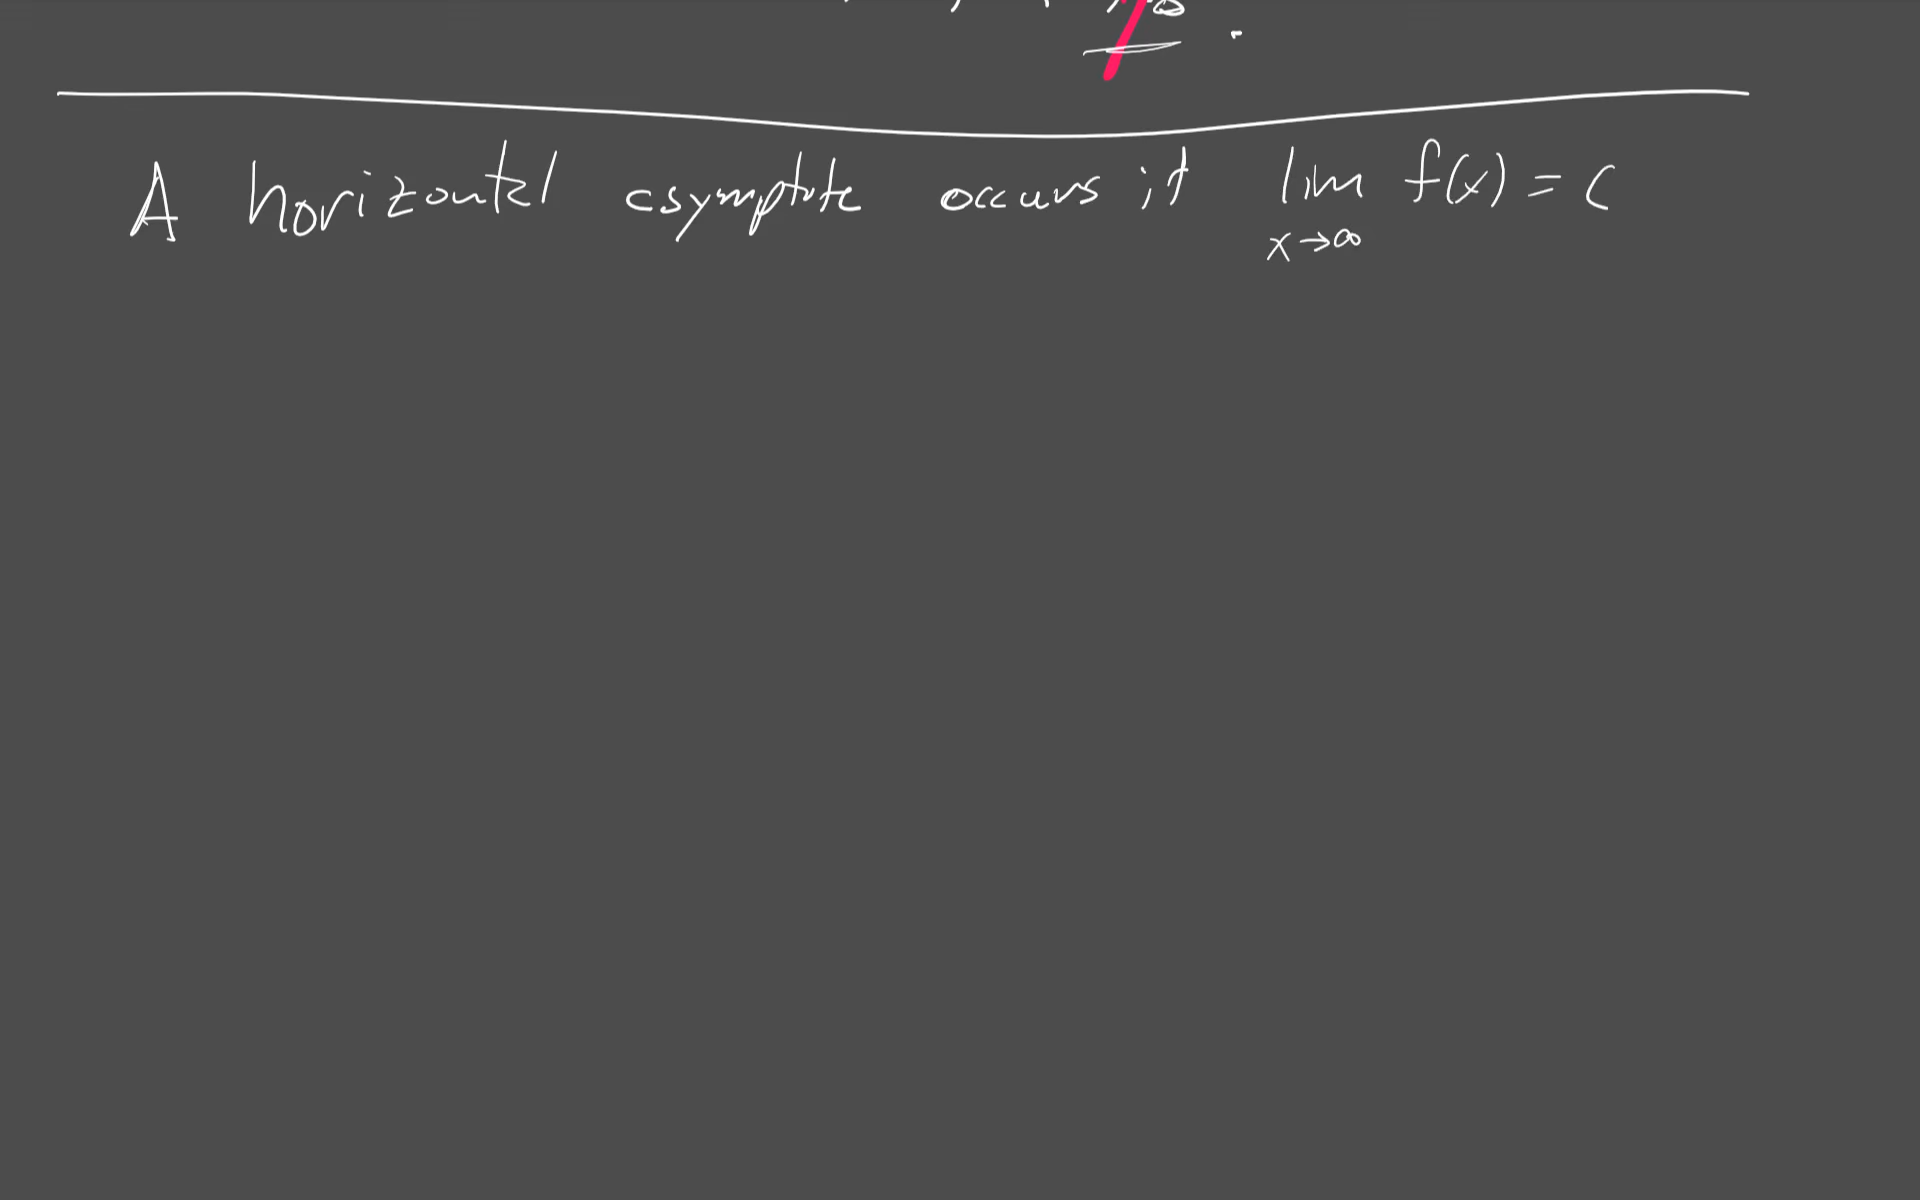 A horizontal asymptote occurs if lim f(x) = c
x→∞